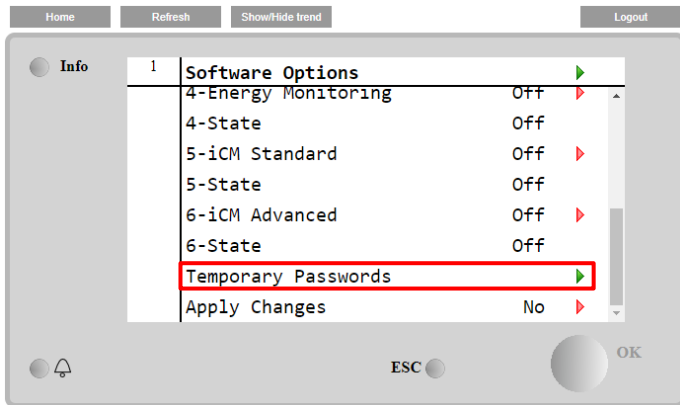 Home Refresh Show/Hide trend Logout
Info 1 Software Options
4-Energy Monitoring Off
4-State Off
5-iCM Standard Off
5-State Off
6-iCM Advanced Off
6-State Off
Temporary Passwords
Apply Changes No
ESC OK